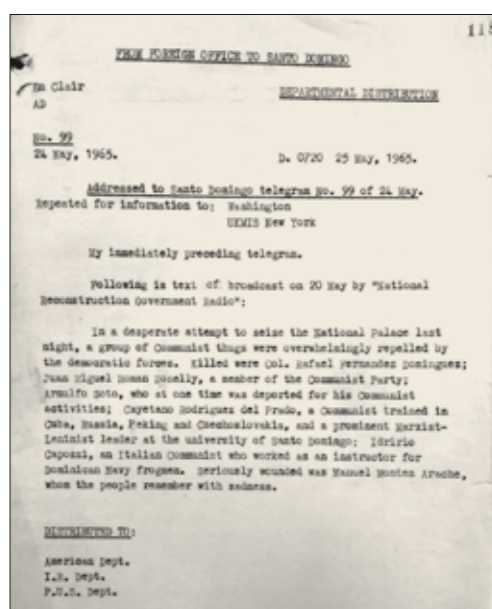 118
FROM FOREIGN OFFICE TO SANTO DOMINGO
En Clair
AD
DEPARTMENTAL DISTRIBUTION
No. 99
24 May, 1965.
D. 0720 25 May, 1965.
Addressed to Santo Domingo telegram No. 99 of 24 May.
Repeated for information to: Washington
UKMIS New York
My immediately preceding telegram.
Following is text of broadcast on 20 May by "National
Reconstruction Government Radio":
In a desperate attempt to seize the National Palace last
night, a group of Communist thugs were overwhelmingly repelled by
the democratic forces. Killed were Col. Rafael Fernandez Domingues;
Juan Miguel Roman, a member of the Communist Party;
Soto, who at one time was deported for his Communist
activities; Cayetano Rodriguez del Prado, a Communist trained in
Cuba, Russia, Peking and Czechoslovakia, and a prominent Marxist-
Leninist leader at the university of Santo Domingo; Idririo
Capozzi, an Italian Communist who worked as an instructor for
Dominican Navy frogmen. Seriously wounded was Manuel Montez Arache,
whom the people remember with sadness.
DISTRIBUTED TO:
American Dept.
I.R. Dept.
P.U.S. Dept.